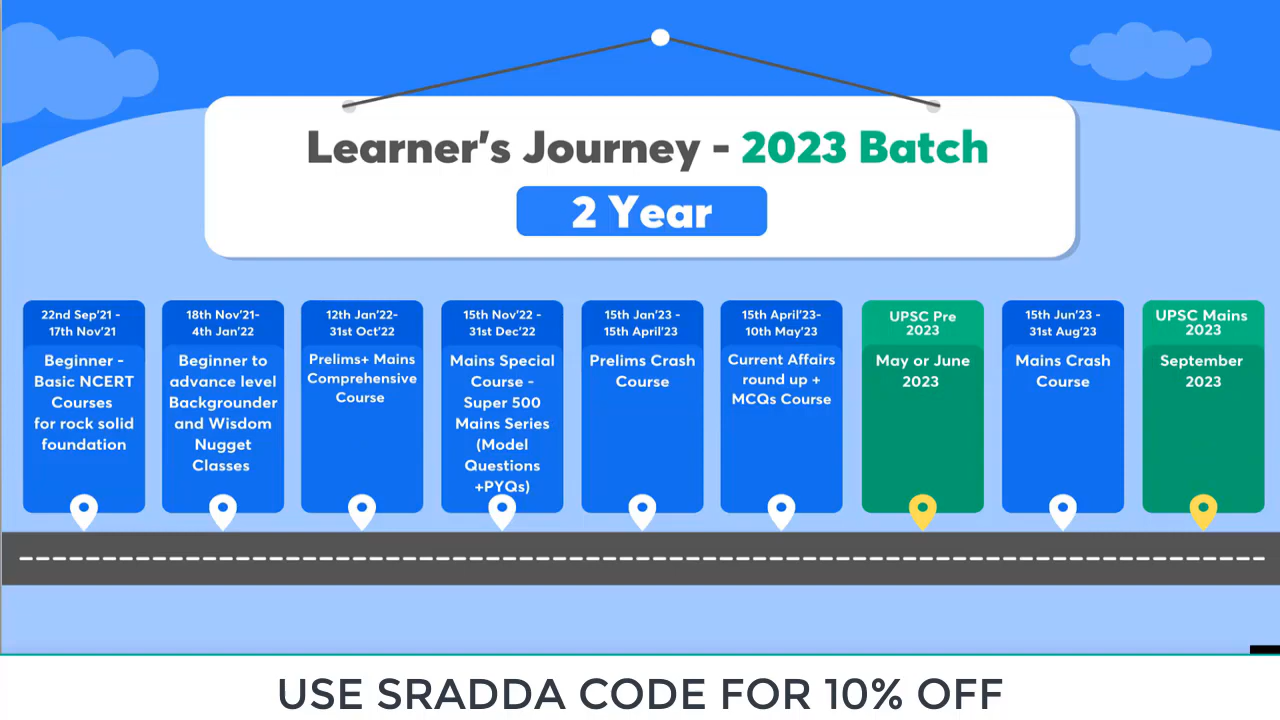 Learner's Journey - 2023 Batch
2 Year
22nd Sep'21 -
17th Nov'21
Beginner -
Basic NCERT
Courses
for rock solid
foundation
18th Nov'21-
4th Jan'22
Beginner to
advance level
Backgrounder
and Wisdom
Nugget
Classes
12th Jan'22-
31st Oct'22
Prelims+ Mains
Comprehensive
Course
15th Nov'22 -
31st Dec'22
Mains Special
Course -
Super 500
Mains Series
(Model
Questions
+PYQs)
15th Jan'23 -
15th April'23
Prelims Crash
Course
15th April'23-
10th May'23
Current Affairs
round up +
MCQs Course
UPSC Pre
2023
May or June
2023
15th Jun'23 -
31st Aug'23
Mains Crash
Course
UPSC Mains
2023
September
2023
USE SRADDA CODE FOR 10% OFF